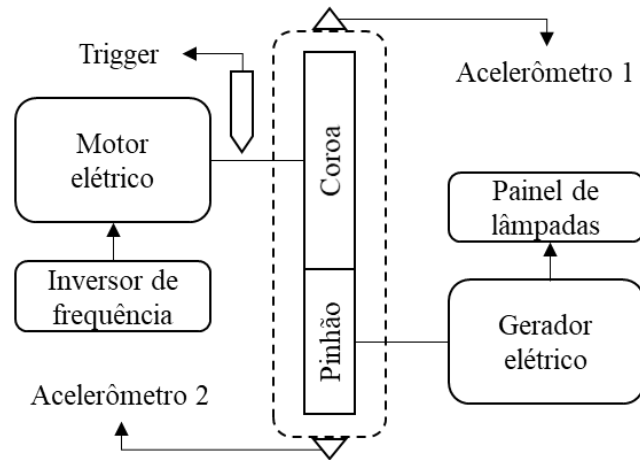 Trigger
Acelerômetro 1
Motor
elétrico
Coroa
Painel de
lâmpadas
Inversor de
frequência
Pinhão
Gerador
elétrico
Acelerômetro 2